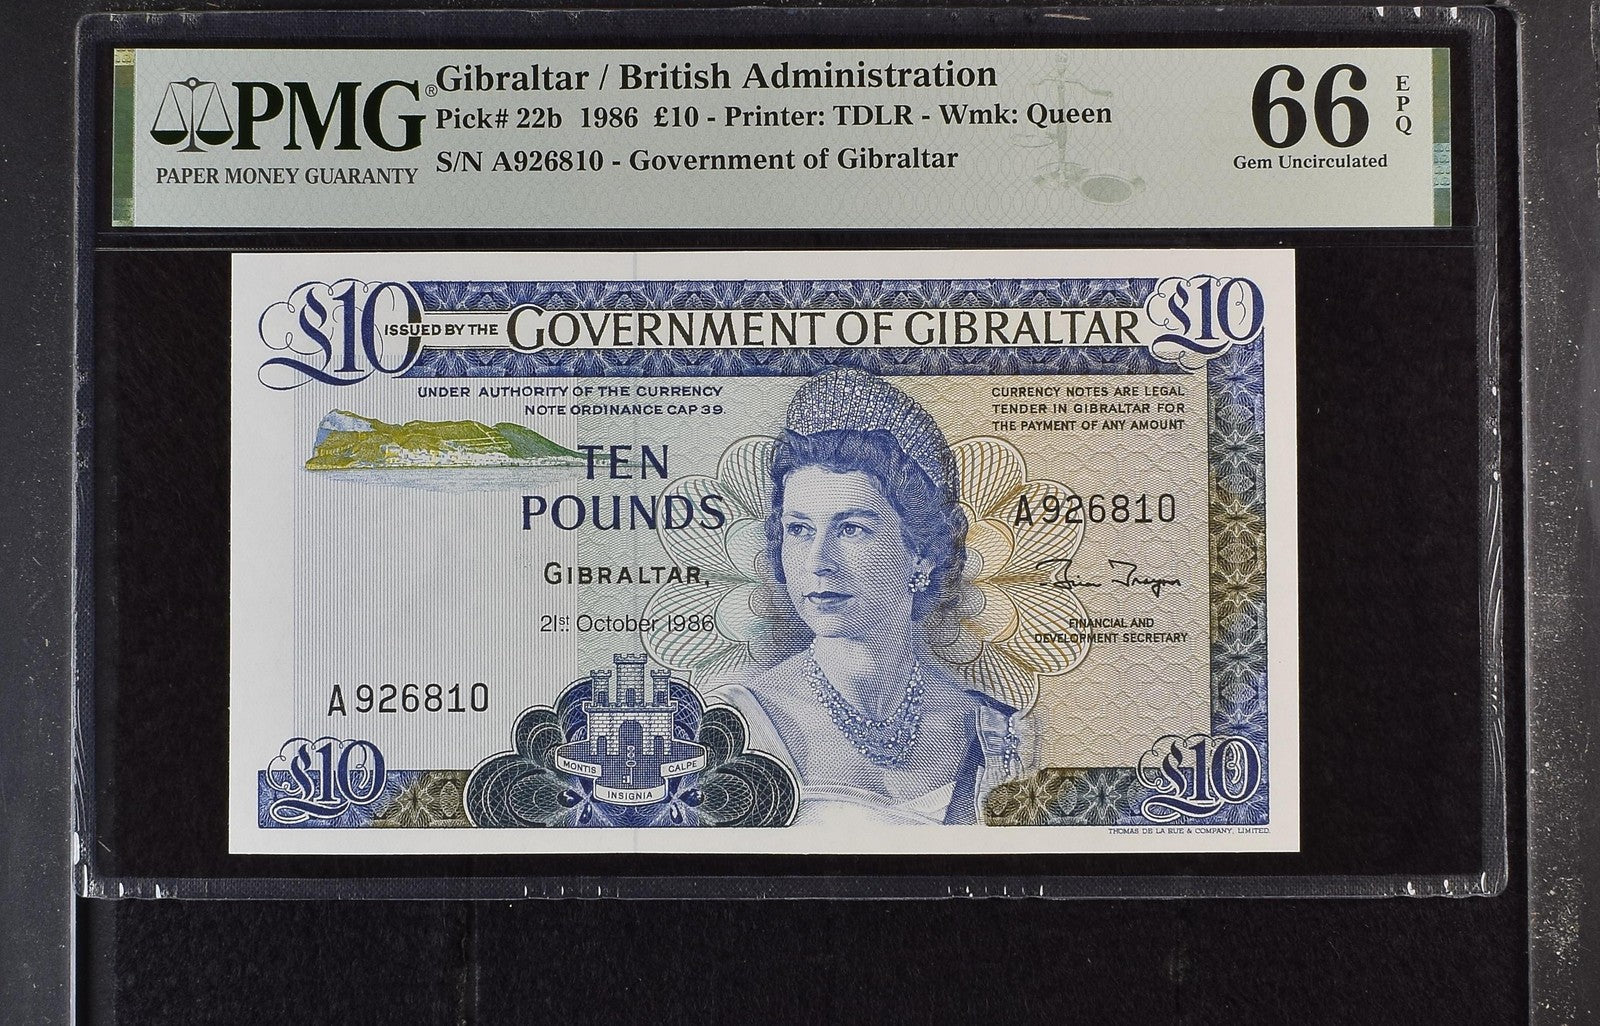 PMG®
PAPER MONEY GUARANTY
Gibraltar / British Administration
Pick# 22b 1986 £10 - Printer: TDLR - Wmk: Queen
S/N A926810 - Government of Gibraltar
66
EPQ
Gem Uncirculated
£10
ISSUED BY THE GOVERNMENT OF GIBRALTAR
£10
UNDER AUTHORITY OF THE CURRENCY
NOTE ORDINANCE CAP 39.
CURRENCY NOTES ARE LEGAL
TENDER IN GIBRALTAR FOR
THE PAYMENT OF ANY AMOUNT
TEN
POUNDS
A926810
GIBRALTAR,
21st October 1986
FINANCIAL AND
DEVELOPMENT SECRETARY
A926810
MONTIS
CALPE
INSIGNIA
£10
£10
THOMAS DE LA RUE & COMPANY, LIMITED.